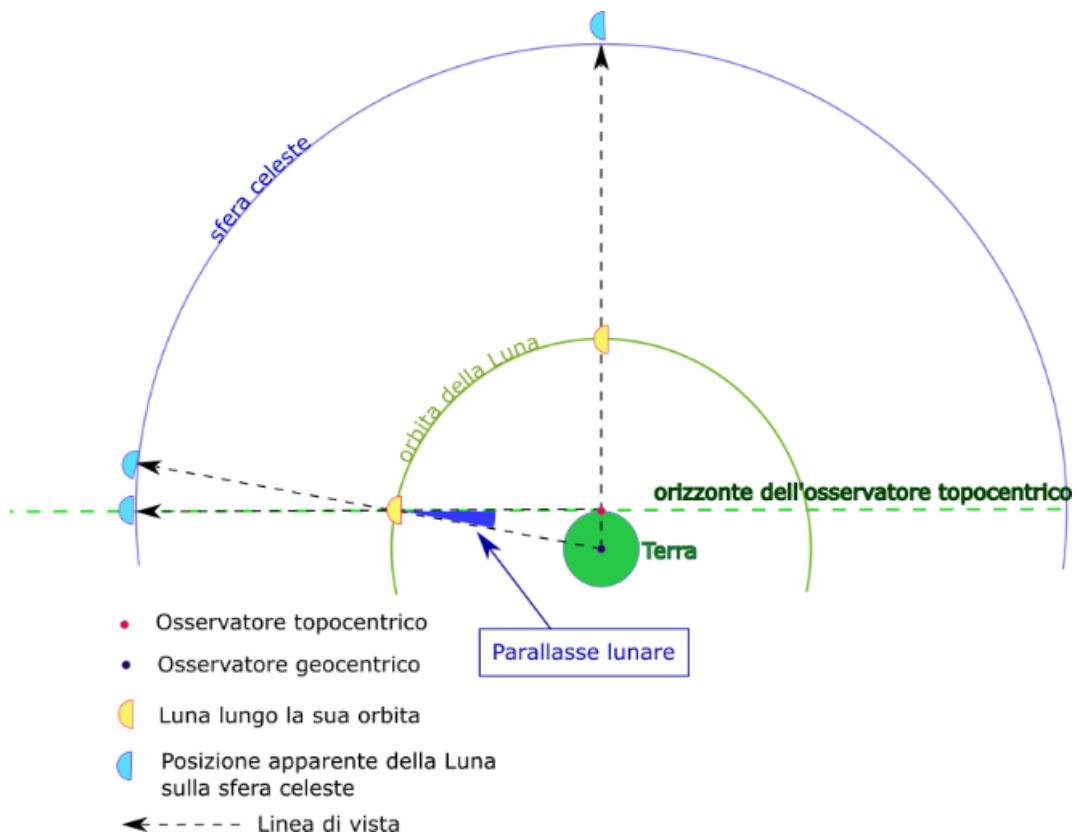 sfera celeste
orbita della Luna
orizzonte dell'osservatore topocentrico
Terra
Parallasse lunare
Osservatore topocentrico
Osservatore geocentrico
Luna lungo la sua orbita
Posizione apparente della Luna
sulla sfera celeste
Linea di vista